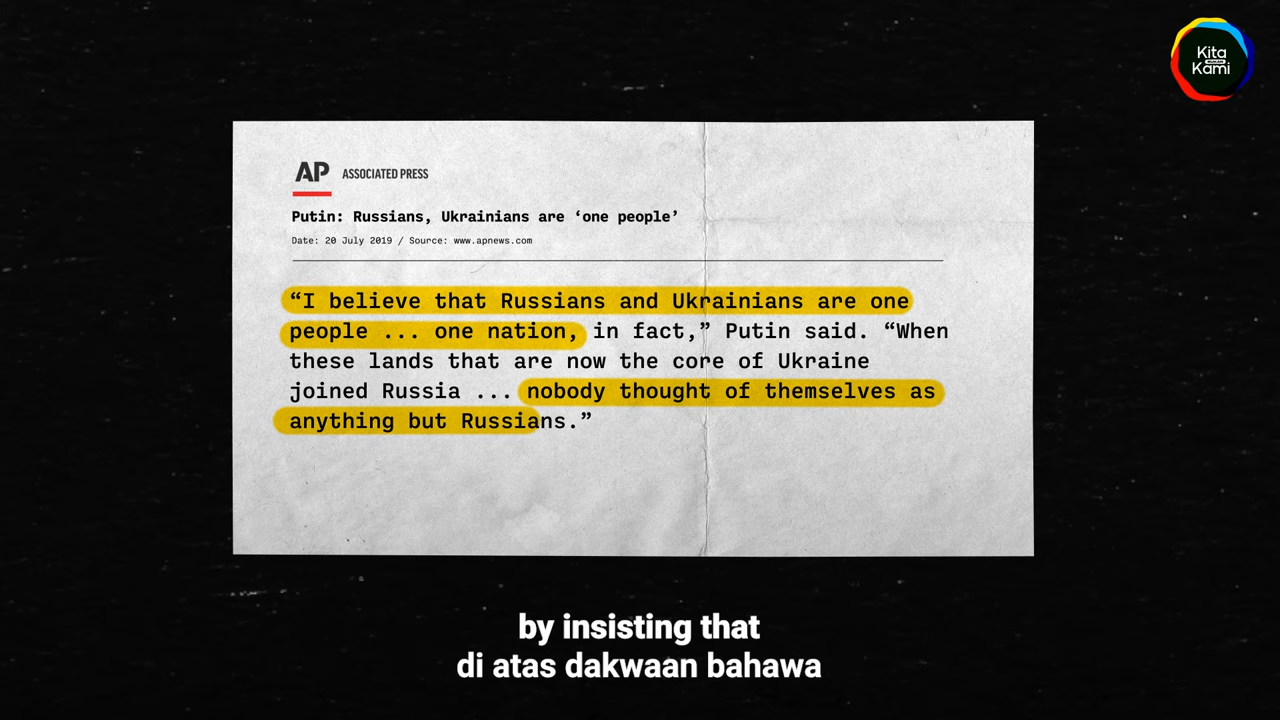 Kita
Kami
AP ASSOCIATED PRESS
Putin: Russians, Ukrainians are ‘one people’
Date: 20 July 2019 / Source: www.apnews.com
“I believe that Russians and Ukrainians are one
people ... one nation, in fact,” Putin said. “When
these lands that are now the core of Ukraine
joined Russia ... nobody thought of themselves as
anything but Russians.”
by insisting that
di atas dakwaan bahawa